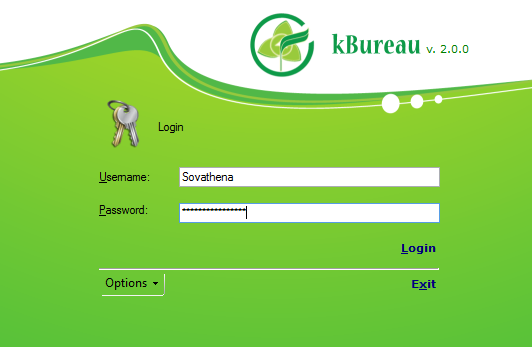 kBureau v. 2.0.0
Login
Username: Sovathena
Password: ****************
Login
Options
Exit